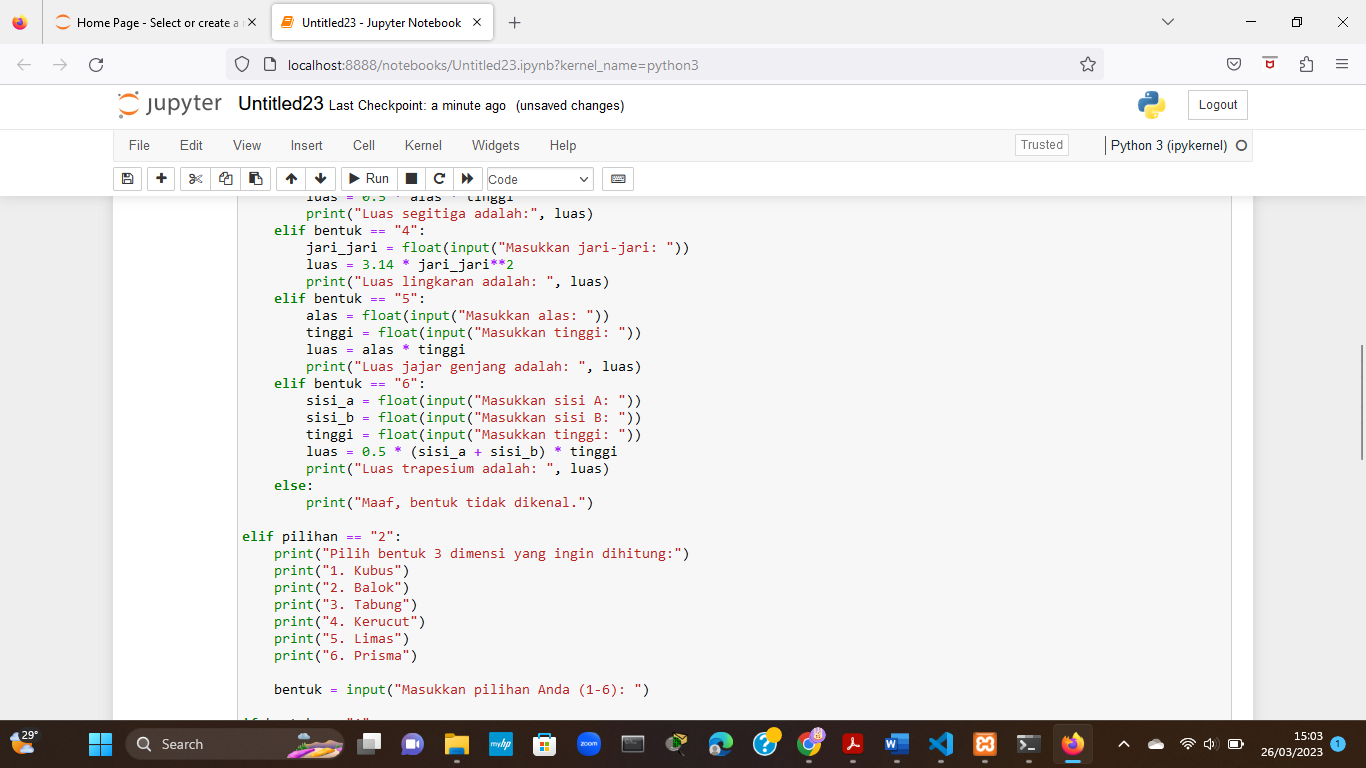 Home Page - Select or create a
Untitled23 - Jupyter Notebook
localhost:8888/notebooks/Untitled23.ipynb?kernel_name=python3
jupyter Untitled23 Last Checkpoint: a minute ago (unsaved changes)
Logout
File Edit View Insert Cell Kernel Widgets Help
Trusted
Python 3 (ipykernel)
Run
Code
luas = 0.5 * alas * tinggi
print("Luas segitiga adalah:", luas)
elif bentuk == "4":
jari_jari = float(input("Masukkan jari-jari: "))
luas = 3.14 * jari_jari**2
print("Luas lingkaran adalah: ", luas)
elif bentuk == "5":
alas = float(input("Masukkan alas: "))
tinggi = float(input("Masukkan tinggi: "))
luas = alas * tinggi
print("Luas jajar genjang adalah: ", luas)
elif bentuk == "6":
sisi_a = float(input("Masukkan sisi A: "))
sisi_b = float(input("Masukkan sisi B: "))
tinggi = float(input("Masukkan tinggi: "))
luas = 0.5 * (sisi_a + sisi_b) * tinggi
print("Luas trapesium adalah: ", luas)
else:
print("Maaf, bentuk tidak dikenal.")
elif pilihan == "2":
print("Pilih bentuk 3 dimensi yang ingin dihitung:")
print("1. Kubus")
print("2. Balok")
print("3. Tabung")
print("4. Kerucut")
print("5. Limas")
print("6. Prisma")
bentuk = input("Masukkan pilihan Anda (1-6): ")
29°
Search
myhp
zoom
15:03
26/03/2023
1